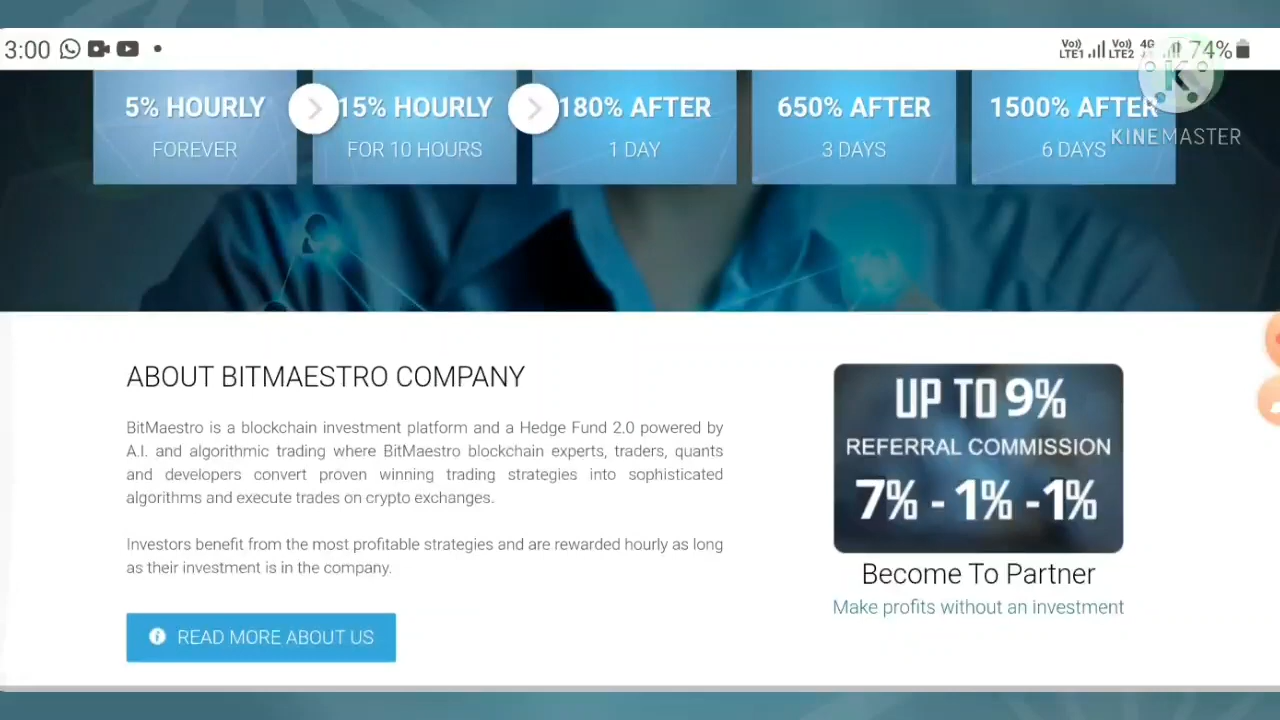 3:00
Vo)) LTE1 Vo)) LTE2 4G 74%
KINEMASTER
5% HOURLY
FOREVER
15% HOURLY
FOR 10 HOURS
180% AFTER
1 DAY
650% AFTER
3 DAYS
1500% AFTER
6 DAYS
ABOUT BITMAESTRO COMPANY
BitMaestro is a blockchain investment platform and a Hedge Fund 2.0 powered by
A.I. and algorithmic trading where BitMaestro blockchain experts, traders, quants
and developers convert proven winning trading strategies into sophisticated
algorithms and execute trades on crypto exchanges.
Investors benefit from the most profitable strategies and are rewarded hourly as long
as their investment is in the company.
READ MORE ABOUT US
UP TO 9%
REFERRAL COMMISSION
7% - 1% -1%
Become To Partner
Make profits without an investment